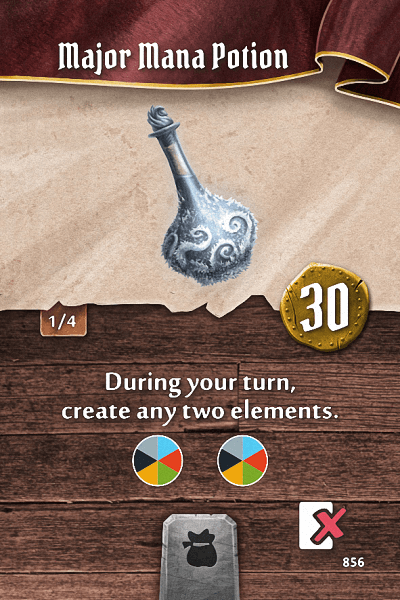 Major Mana Potion
1/4
30
During your turn,
create any two elements.
856